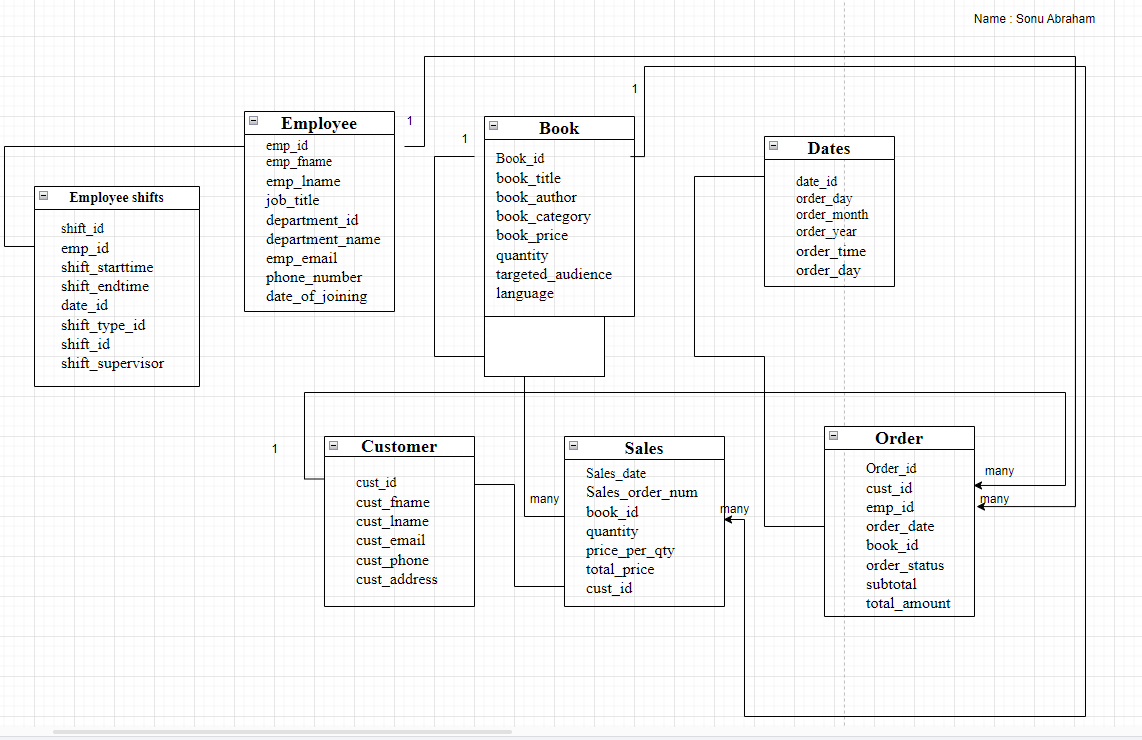 Name : Sonu Abraham
1
Employee
emp_id
emp_fname
emp_lname
job_title
department_id
department_name
emp_email
phone_number
date_of_joining
1
1
Book
Book_id
book_title
book_author
book_category
book_price
quantity
targeted_audience
language
Dates
date_id
order_day
order_month
order_year
order_time
order_day
Employee shifts
shift_id
emp_id
shift_starttime
shift_endtime
date_id
shift_type_id
shift_id
shift_supervisor
1
Customer
cust_id
cust_fname
cust_lname
cust_email
cust_phone
cust_address
many
Sales
Sales_date
Sales_order_num
book_id
quantity
price_per_qty
total_price
cust_id
many
Order
Order_id
cust_id
emp_id
order_date
book_id
order_status
subtotal
total_amount
many
many